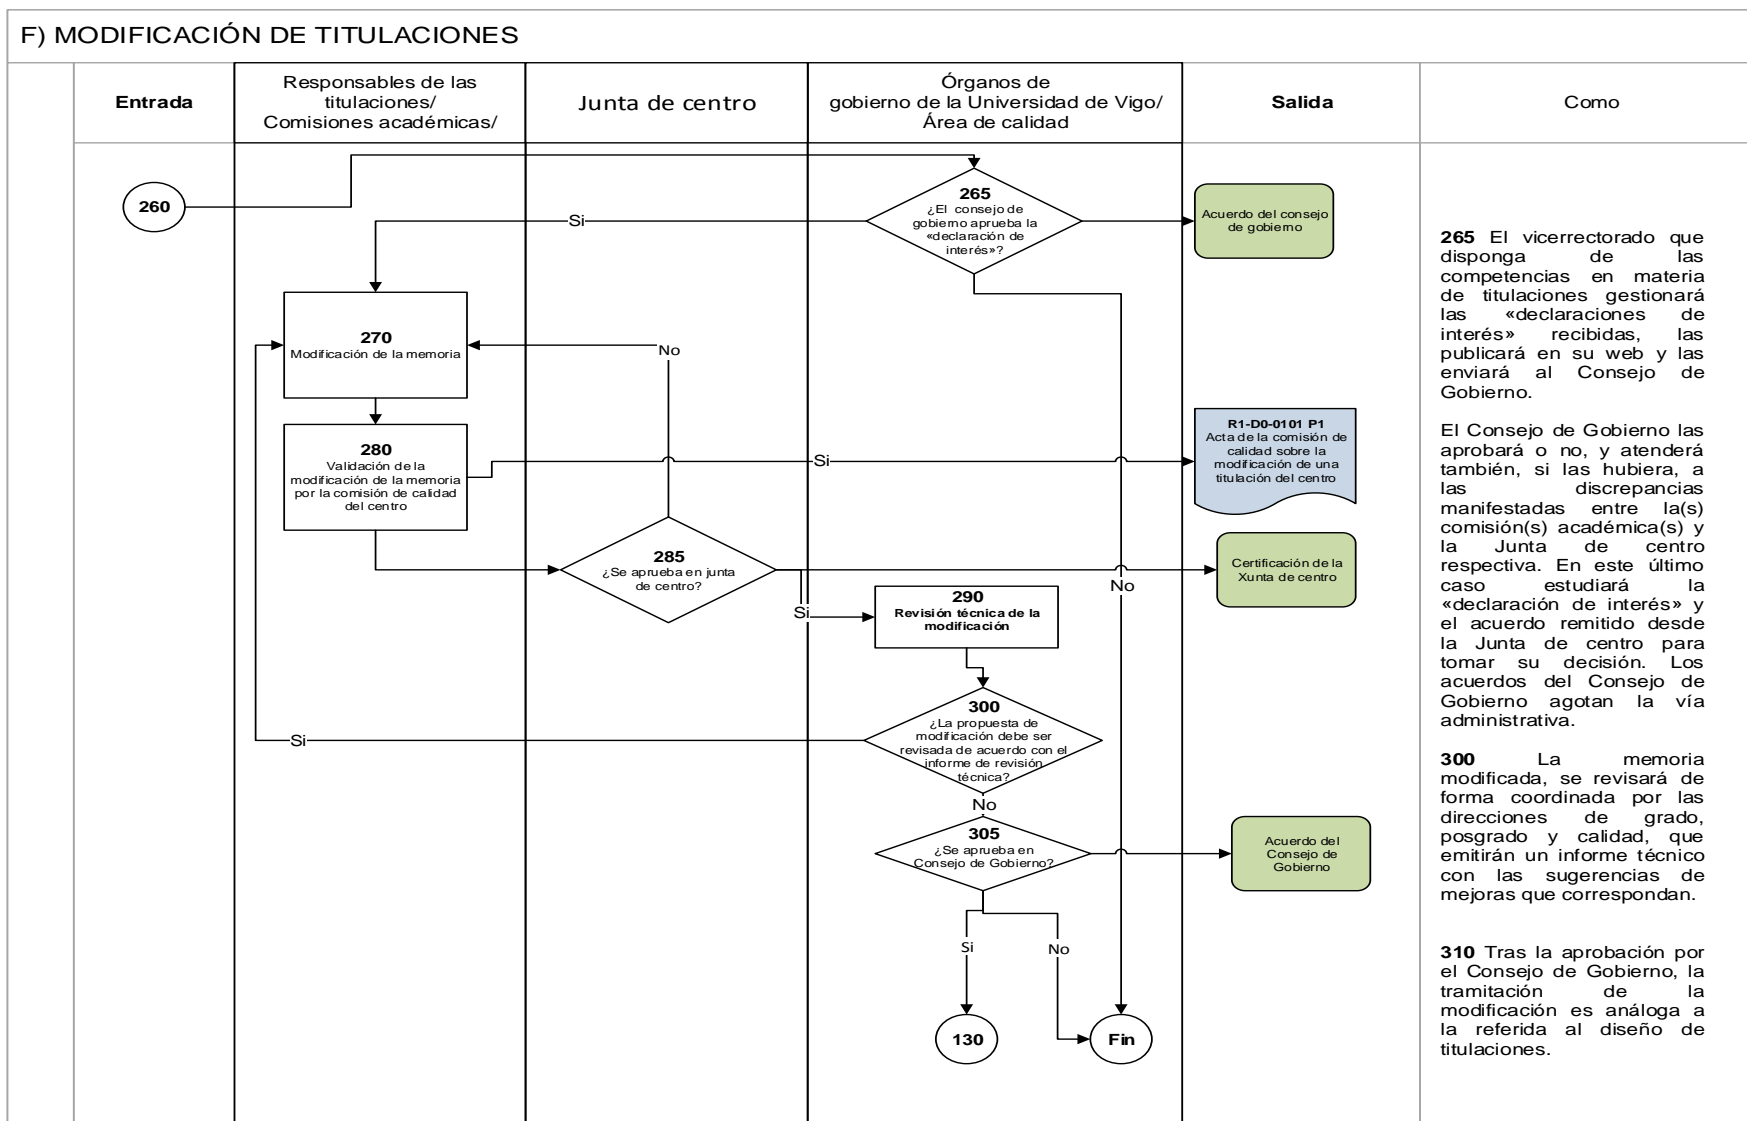 F) MODIFICACIÓN DE TITULACIONES
Entrada
Responsables de las
titulaciones/
Comisiones académicas/
Junta de centro
Órganos de
gobierno de la Universidad de Vigo/
Área de calidad
Salida
Como
260
265
¿El consejo de
gobierno aprueba la
«declaración de
interés»?
Si
Acuerdo del consejo
de gobierno
270
Modificación de la memoria
No
280
Validación de la
modificación de la memoria
por la comisión de calidad
del centro
Si
R1-D0-0101 P1
Acta de la comisión de
calidad sobre la
modificación de una
titulación del centro
285
¿Se aprueba en junta
de centro?
Certificación de la
Xunta de centro
No
Si
290
Revisión técnica de la
modificación
300
¿La propuesta de
modificación debe ser
revisada de acuerdo con el
informe de revisión
técnica?
Si
No
305
¿Se aprueba en
Consejo de Gobierno?
Acuerdo del
Consejo de
Gobierno
Si
No
130
Fin
265 El vicerrectorado que
disponga de las
competencias en materia
de titulaciones gestionará
las «declaraciones de
interés» recibidas, las
publicará en su web y las
enviará al Consejo de
Gobierno.
El Consejo de Gobierno las
aprobará o no, y atenderá
también, si las hubiera, a
las discrepancias
manifestadas entre la(s)
comisión(s) académica(s) y
la Junta de centro
respectiva. En este último
caso estudiará la
«declaración de interés» y
el acuerdo remitido desde
la Junta de centro para
tomar su decisión. Los
acuerdos del Consejo de
Gobierno agotan la vía
administrativa.
300 La memoria
modificada, se revisará de
forma coordinada por las
direcciones de grado,
posgrado y calidad, que
emitirán un informe técnico
con las sugerencias de
mejoras que correspondan.
310 Tras la aprobación por
el Consejo de Gobierno, la
tramitación de la
modificación es análoga a
la referida al diseño de
titulaciones.